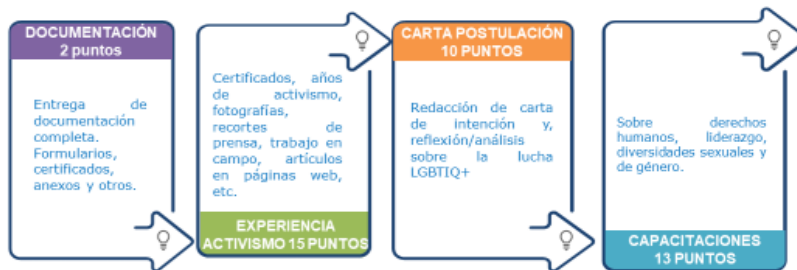 DOCUMENTACIÓN
2 puntos
Entrega de
documentación
completa.
Formularios,
certificados,
anexos y otros.
Certificados, años
de activismo,
fotografías,
recortes de
prensa, trabajo en
campo, artículos
en páginas web,
etc.
EXPERIENCIA
ACTIVISMO 15 PUNTOS
CARTA POSTULACIÓN
10 PUNTOS
Redacción de carta
de intención y,
reflexión/análisis
sobre la lucha
LGBTIQ+
Sobre derechos
humanos, liderazgo,
diversidades sexuales y
de género.
CAPACITACIONES
13 PUNTOS